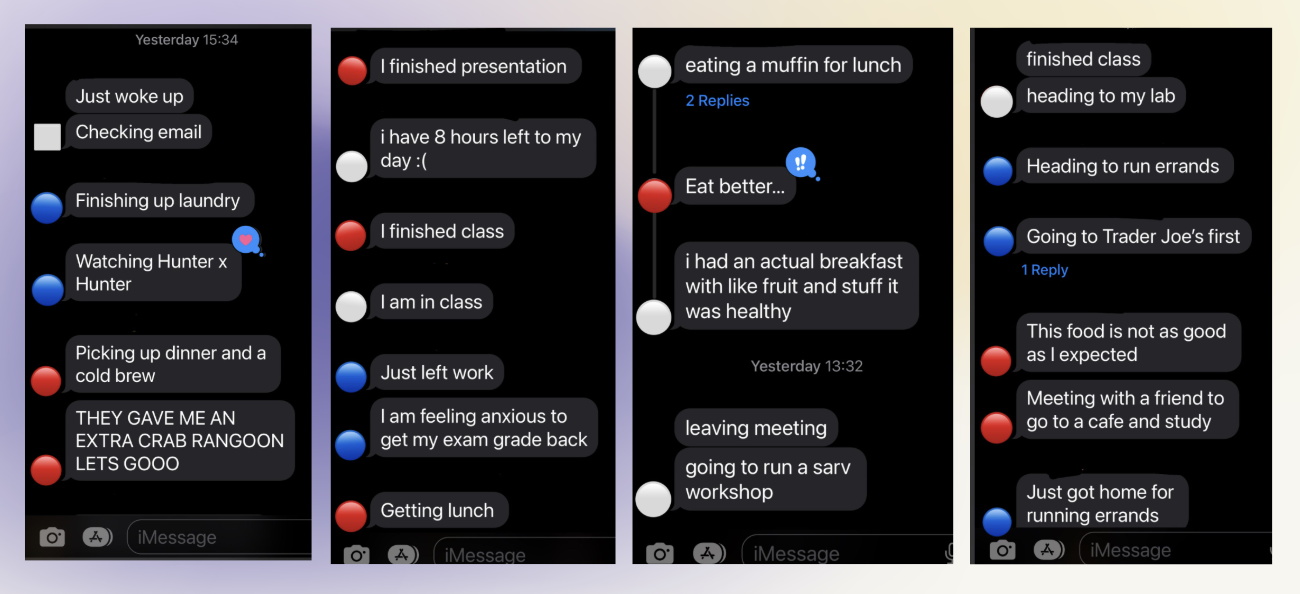 Yesterday 15:34
Just woke up
Checking email
Finishing up laundry
Watching Hunter x
Hunter
Picking up dinner and a
cold brew
THEY GAVE ME AN
EXTRA CRAB RANGOON
LETS GOOO
iMessage
I finished presentation
i have 8 hours left to my
day :(
I finished class
I am in class
Just left work
I am feeling anxious to
get my exam grade back
Getting lunch
iMessage
eating a muffin for lunch
2 Replies
Eat better...
i had an actual breakfast
with like fruit and stuff it
was healthy
Yesterday 13:32
leaving meeting
going to run a sarv
workshop
iMessage
finished class
heading to my lab
Heading to run errands
Going to Trader Joe's first
1 Reply
This food is not as good
as I expected
Meeting with a friend to
go to a cafe and study
Just got home for
running errands
iMessage